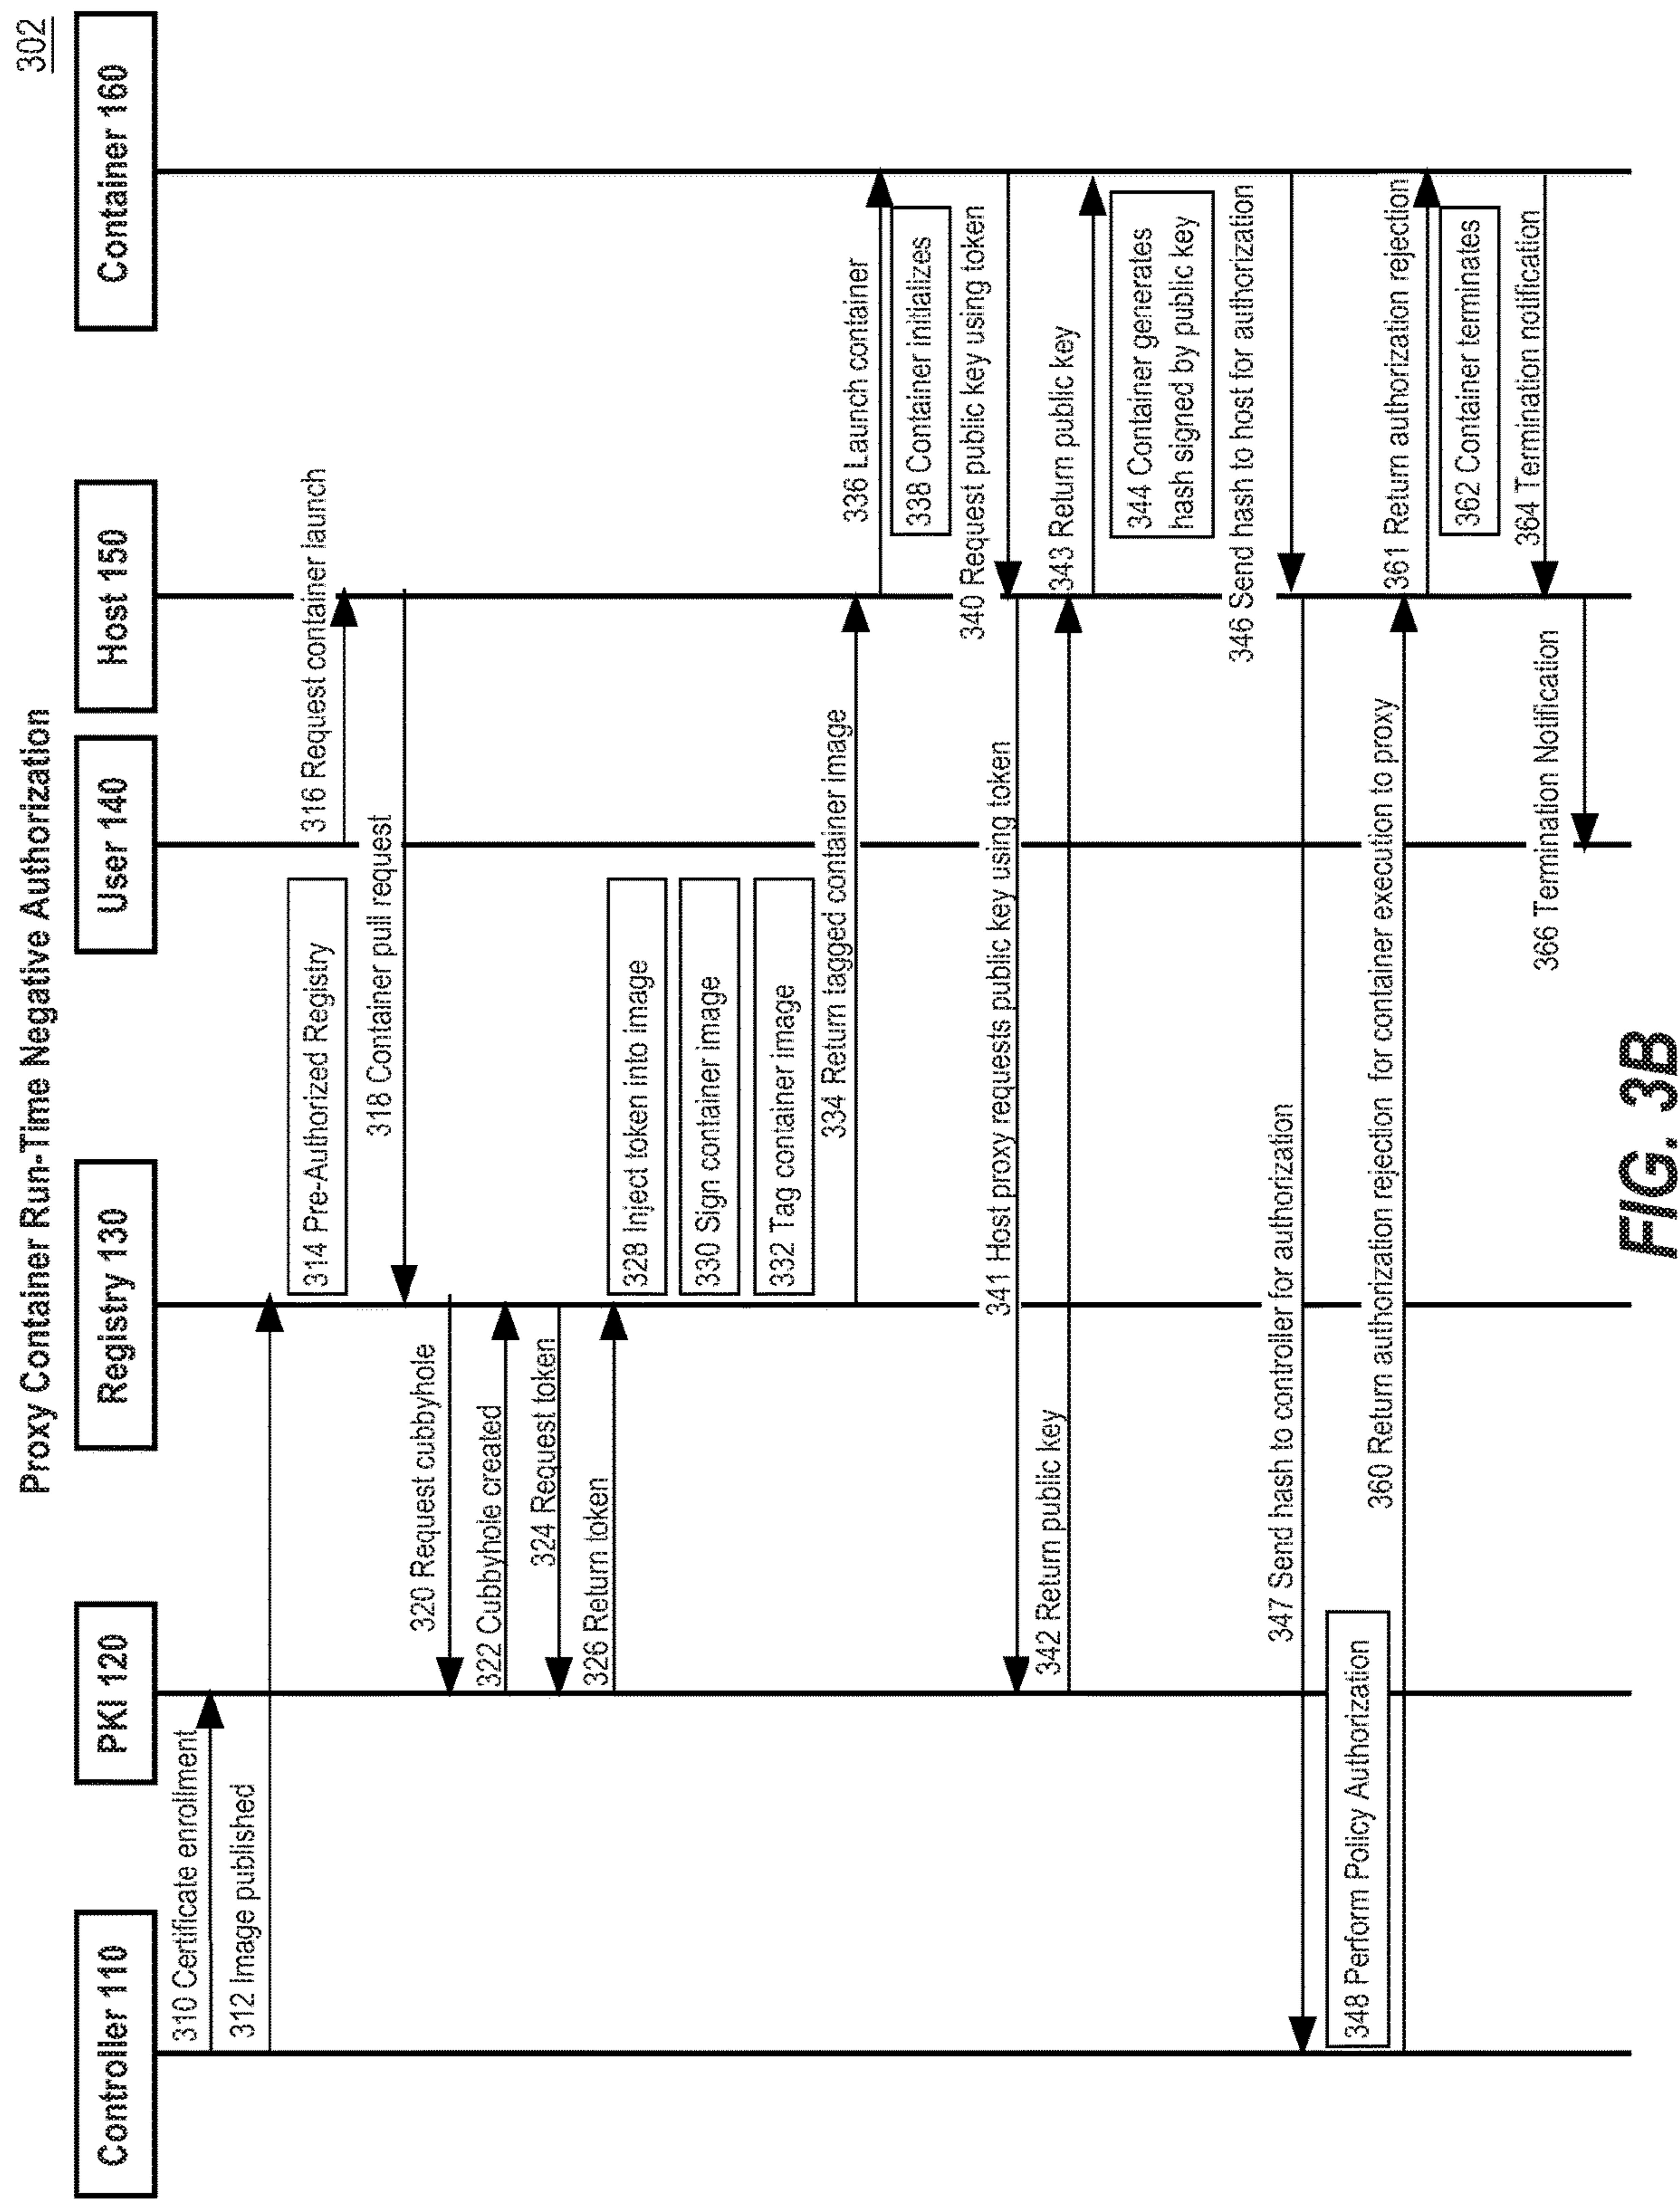 302
Proxy Container Run-Time Negative Authorization
Controller 110
PKI 120
Registry 130
User 140
Host 150
Container 160
310 Certificate enrollment
312 Image published
314 Pre-Authorized Registry
316 Request container launch
318 Container pull request
320 Request cubbyhole
322 Cubbyhole created
324 Request token
326 Return token
328 Inject token into image
330 Sign container image
332 Tag container image
334 Return tagged container image
336 Launch container
338 Container initializes
340 Request public key using token
341 Host proxy requests public key using token
342 Return public key
343 Return public key
344 Container generates
hash signed by public key
346 Send hash to host for authorization
347 Send hash to controller for authorization
348 Perform Policy Authorization
360 Return authorization rejection for container execution to proxy
361 Return authorization rejection
362 Container terminates
364 Termination notification
366 Termination Notification
FIG. 3B